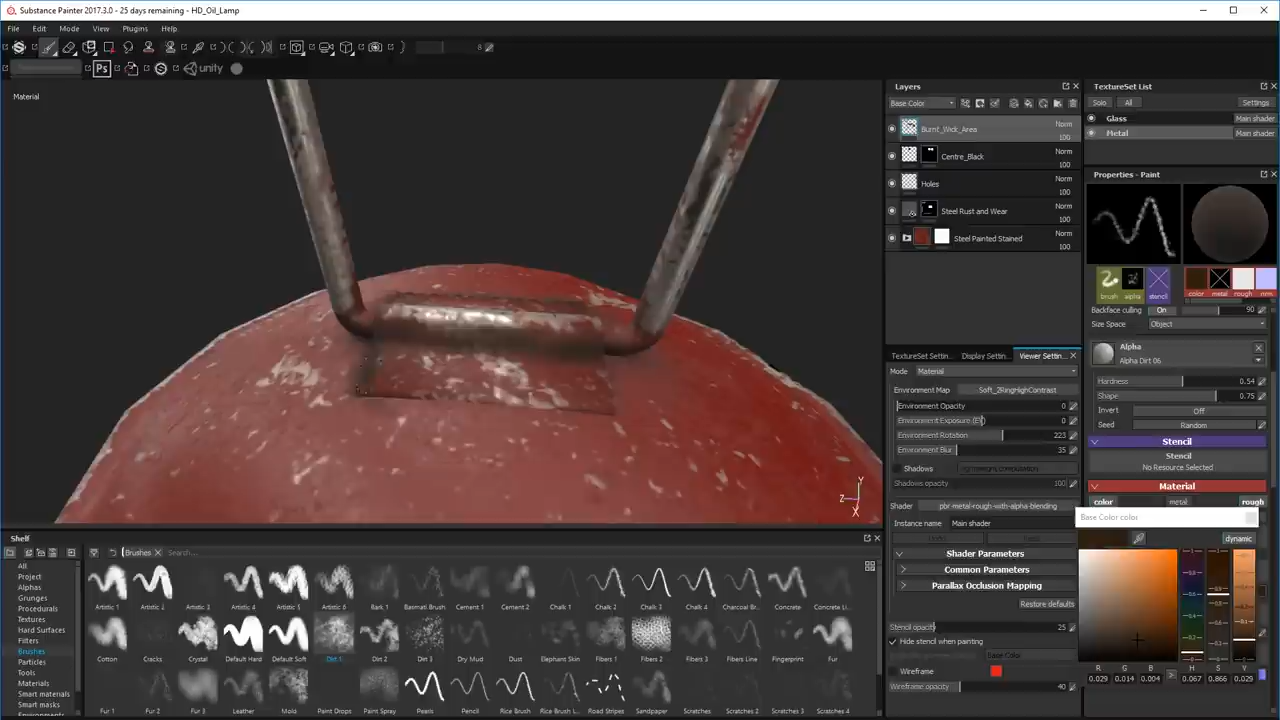 Substance Painter 2017.3.0 - 25 days remaining - HD_Oil_Lamp
File Edit Mode View Plugins Help
8
Ps unity
Material
Layers
Base Color
Burnt_Wick_Area Norm 100
Centre_Black Norm 100
Holes Norm 100
Steel Rust and Wear Norm 100
Steel Painted Stained Norm 100
TextureSet List
Solo All Settings
Glass Main shader
Metal Main shader
Properties - Paint
brush alpha stencil color metal rough nrm
Backface culling On 90
Size Space Object
Alpha
Alpha Dirt 06
Hardness 0.54
Shape 0.75
Invert Off
Seed Random
Stencil
Stencil
No Resource Selected
Material
color metal rough
Base Color color
dynamic
R G B H S V
0.029 0.014 0.004 > 0.067 0.866 0.029
TextureSet Settin... Display Settin... Viewer Settin...
Mode Material
Environment Map Soft_2RingHighContrast
Environment Opacity 0
Environment Exposure (EV) 0
Environment Rotation 223
Environment Blur 35
Shadows
Shadows opacity 100
Shader pbr-metal-rough-with-alpha-blending
Instance name Main shader
Shader Parameters
Common Parameters
Parallax Occlusion Mapping
Restore defaults
Stencil opacity 25
Hide stencil when painting
Base Color
Wireframe
Wireframe opacity 40
Shelf
Brushes Search...
All
Project
Alphas
Grunges
Procedurals
Textures
Hard Surfaces
Filters
Brushes
Particles
Tools
Materials
Smart materials
Smart masks
Artistic 1 Artistic 2 Artistic 3 Artistic 4 Artistic 5 Artistic 6 Bark 1 Basmati Brush Cement 1 Cement 2 Chalk 1 Chalk 2 Chalk 3 Chalk 4 Charcoal Br... Concrete Concrete Li...
Cotton Cracks Crystal Default Hard Default Soft Dirt 1 Dirt 2 Dirt 3 Dry Mud Dust Elephant Skin Fibers 1 Fibers 2 Fibers 3 Fibers Line Fingerprint Fur
Fur 1 Fur 2 Fur 3 Leather Mold Paint Drops Paint Spray Pearls Pencil Rice Brush Rice Brush L... Road Stripes Sandpaper Scratches 1 Scratches 2 Scratches 3 Scratches 4